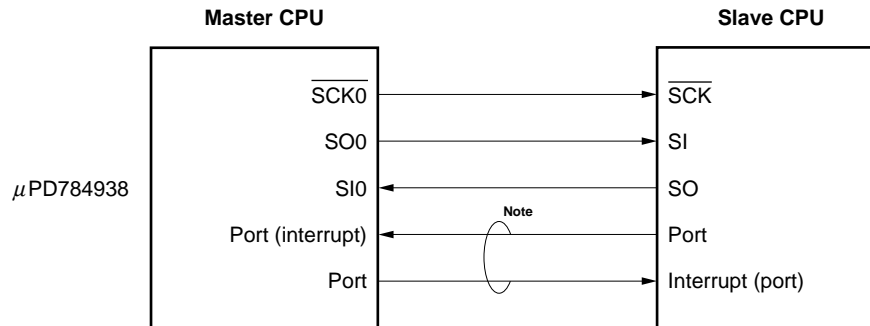 Master CPU
Slave CPU
SCK0
SCK
SO0
SI
μPD784938
SI0
SO
Note
Port (interrupt)
Port
Port
Interrupt (port)